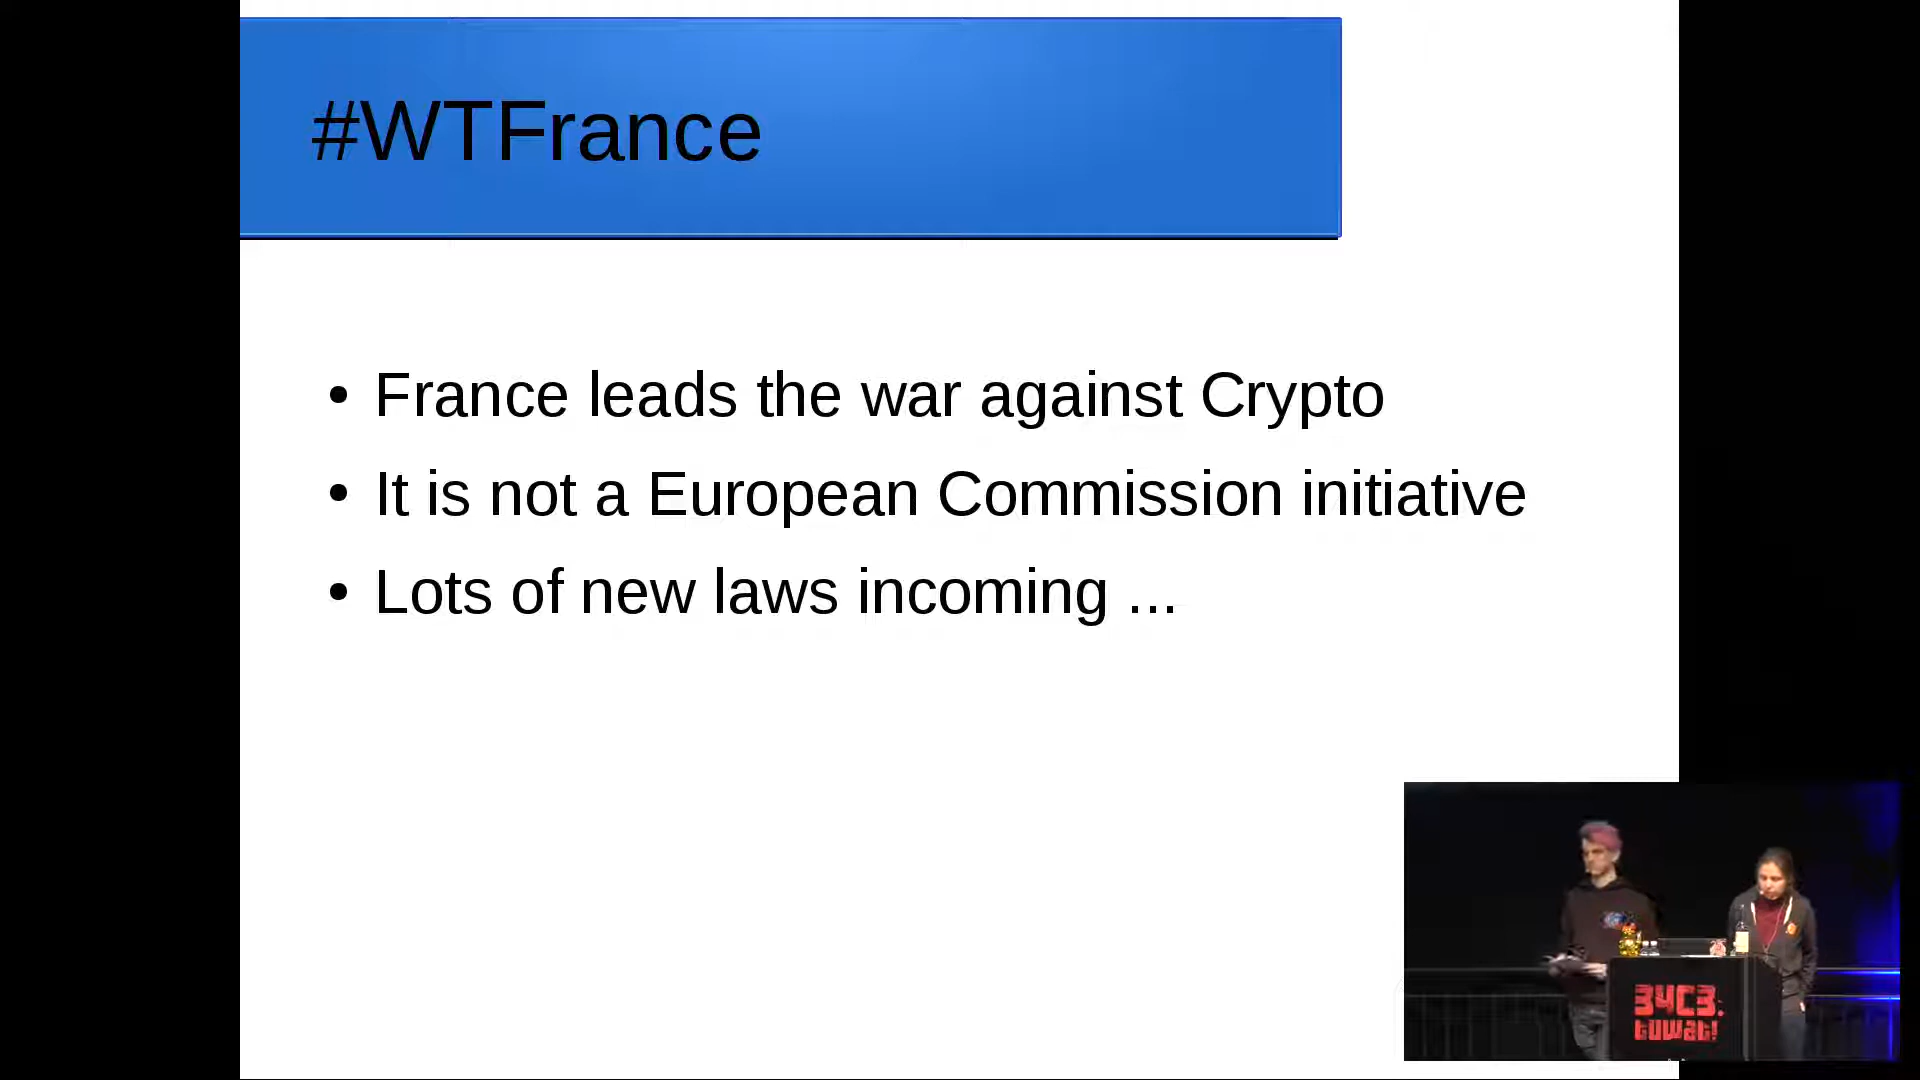 #WTFrance
• France leads the war against Crypto
• It is not a European Commission initiative
• Lots of new laws incoming ...
34C3:
tuwat!